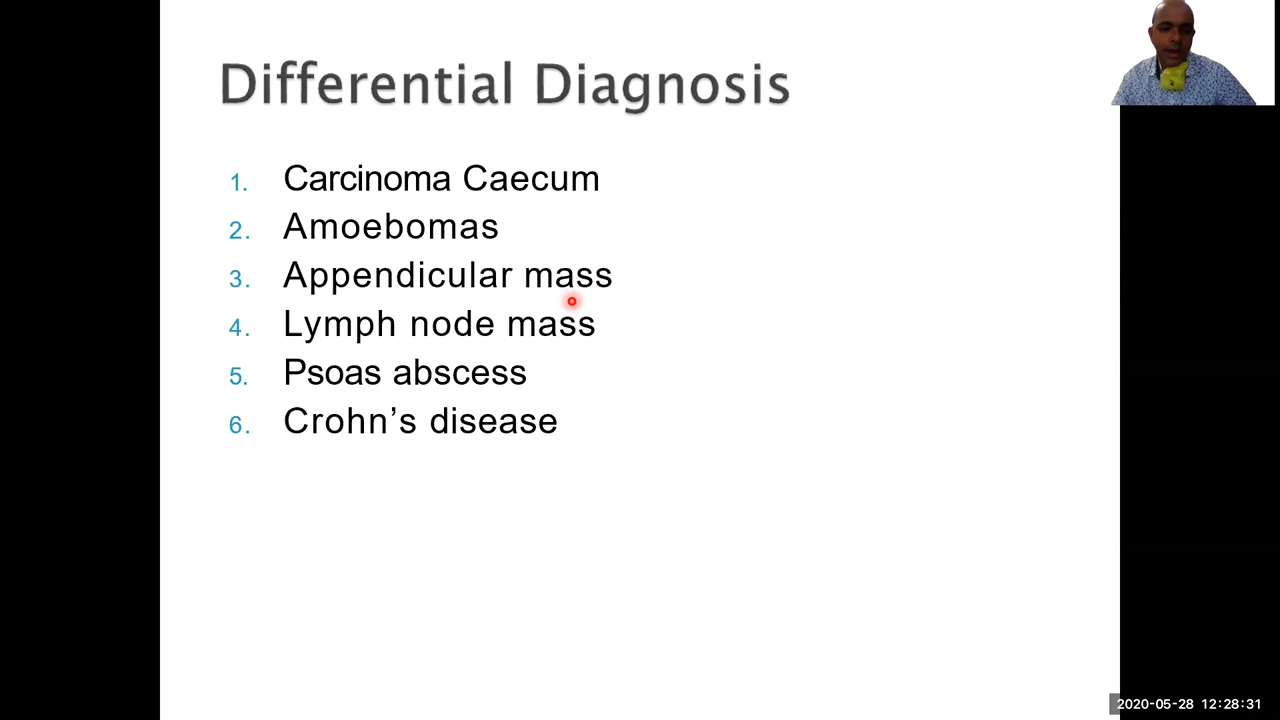 Differential Diagnosis
1. Carcinoma Caecum
2. Amoebomas
3. Appendicular mass
4. Lymph node mass
5. Psoas abscess
6. Crohn’s disease
2020-05-28 12:28:31